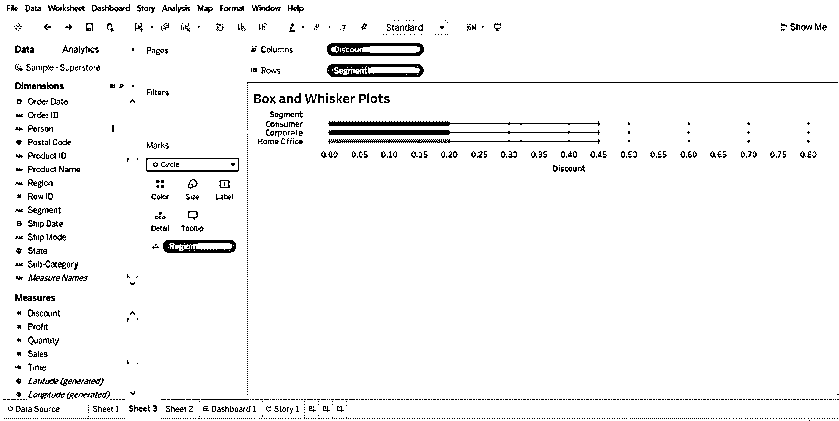 File Data Worksheet Dashboard Story Analysis Map Format Window Help
Standard Show Me
Data Analytics Pages Columns Discount
Sample - Superstore Rows Segment
Dimensions
Filters
Box and Whisker Plots
Order Date
Order ID
Person
Postal Code
Product ID
Product Name
Region
Row ID
Segment
Ship Date
Ship Mode
State
Sub-Category
Measure Names
Marks
Circle
Color Size Label
Detail Tooltip
Region
Segment
Consumer
Corporate
Home Office
0.00 0.05 0.10 0.15 0.20 0.25 0.30 0.35 0.40 0.45 0.50 0.55 0.60 0.65 0.70 0.75 0.80
Discount
Measures
Discount
Profit
Quantity
Sales
Time
Latitude (generated)
Longitude (generated)
Data Source Sheet 1 Sheet 3 Sheet 2 Dashboard 1 Story 1